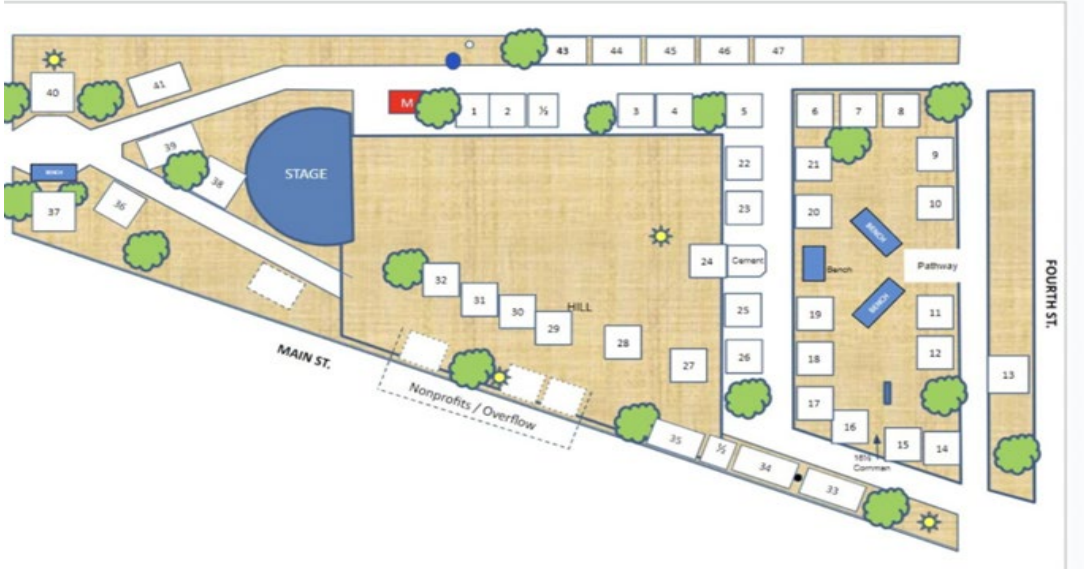 43 44 45 46 47
40 41
M 1 2 ½ 3 4 5 6 7 8
39 9
22 21
STAGE
BENCH
38
37 36 23 20 10
BENCH
24 Cement Bench Pathway
32
31 BENCH
30 HILL 25 19 11
29
28 26 18 12
27
13
MAIN ST.
FOURTH ST.
Nonprofits / Overflow
17
16
35 ½ 34 33 15 14
Common